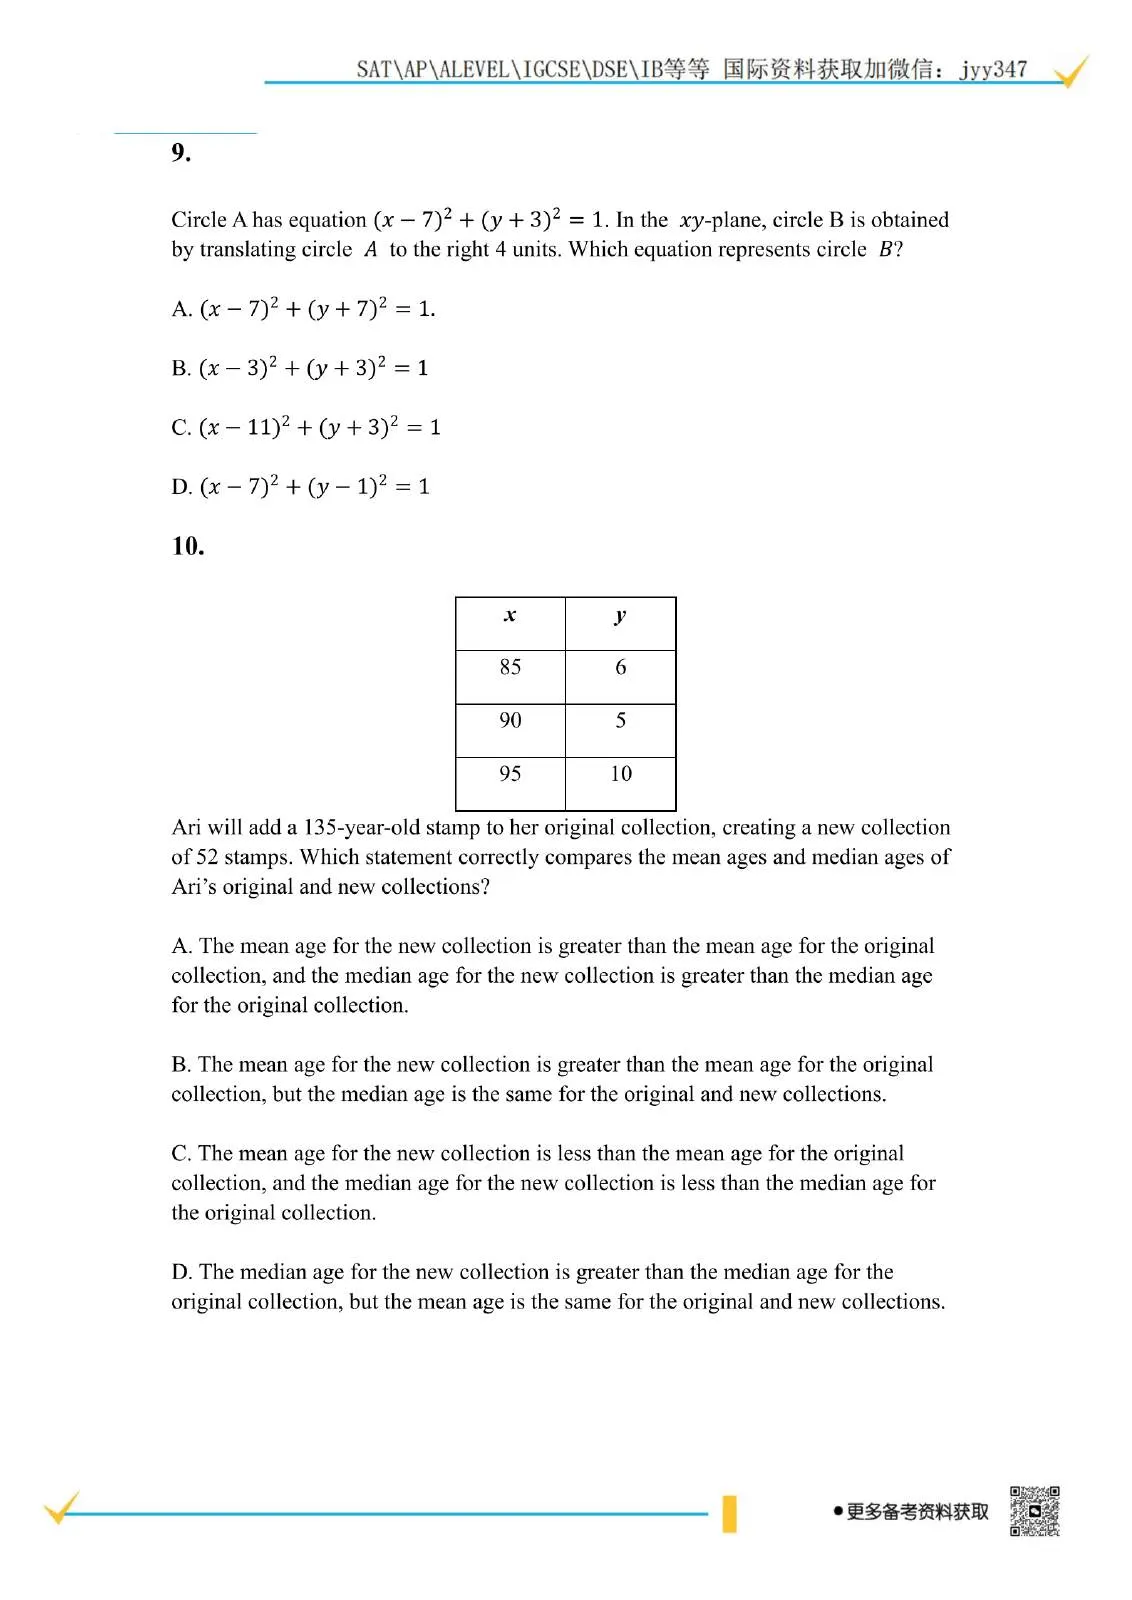 SAT\AP\ALEVEL\IGCSE\DSE\IB等等 国际资料获取加微信: jyy347
9.
Circle A has equation (x − 7)² + (y + 3)² = 1. In the xy-plane, circle B is obtained
by translating circle A to the right 4 units. Which equation represents circle B?
A. (x − 7)² + (y + 7)² = 1.
B. (x − 3)² + (y + 3)² = 1
C. (x − 11)² + (y + 3)² = 1
D. (x − 7)² + (y − 1)² = 1
10.
x y
85 6
90 5
95 10
Ari will add a 135-year-old stamp to her original collection, creating a new collection
of 52 stamps. Which statement correctly compares the mean ages and median ages of
Ari’s original and new collections?
A. The mean age for the new collection is greater than the mean age for the original
collection, and the median age for the new collection is greater than the median age
for the original collection.
B. The mean age for the new collection is greater than the mean age for the original
collection, but the median age is the same for the original and new collections.
C. The mean age for the new collection is less than the mean age for the original
collection, and the median age for the new collection is less than the median age for
the original collection.
D. The median age for the new collection is greater than the median age for the
original collection, but the mean age is the same for the original and new collections.
●更多备考资料获取